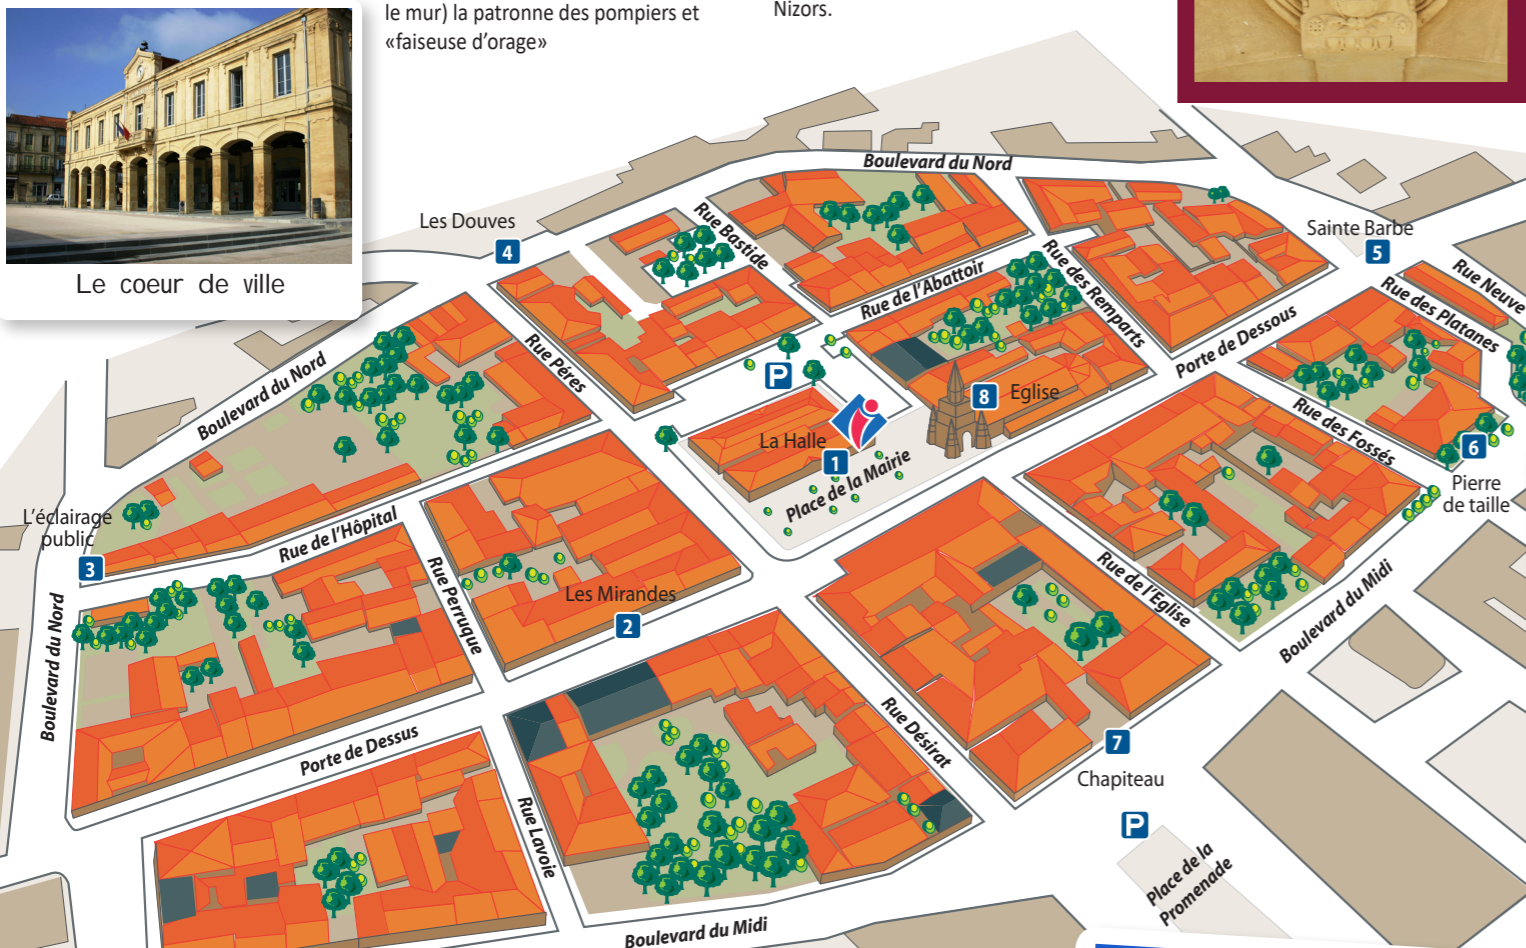 le mur) la patronne des pompiers et
«faiseuse d'orage»
Nizors.
Le coeur de ville
Boulevard du Nord
Les Douves
4
Rue Bastide
Sainte Barbe
5
Rue Neuve
Rue de l'Abattoir
Rue des Remparts
Rue des Platanes
Porte de Dessous
Rue Péres
Boulevard du Nord
P
8
Eglise
La Halle
1
Place de la Mairie
Rue des Fossés
6
Pierre
de taille
L'éclairage
public
3
Rue de l'Hôpital
Rue Perruque
Les Mirandes
2
Rue de l'Eglise
Boulevard du Midi
Boulevard du Nord
Porte de Dessus
Rue Lavoie
Rue Désirat
7
Chapiteau
P
Place de la
Promenade
Boulevard du Midi